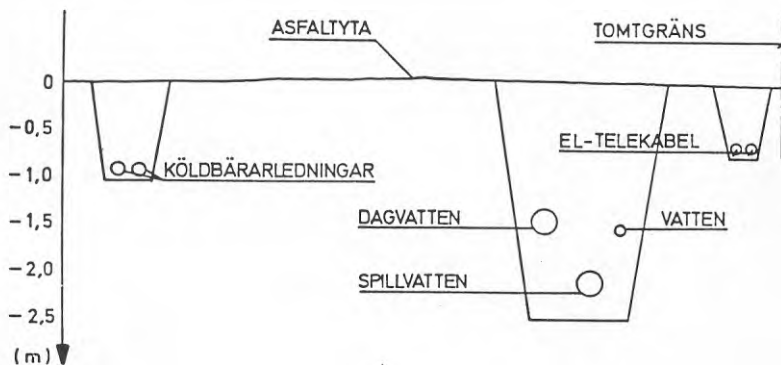 ASFALTYTA
TOMTGRÄNS
0
-0,5
EL-TELEKABEL
-1,0
KÖLDBÄRARLEDNINGAR
-1,5
DAGVATTEN
VATTEN
-2,0
SPILLVATTEN
-2,5
(m)